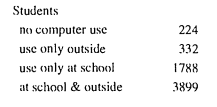 Students
no computer use 224
use only outside 332
use only at school 1788
at school & outside 3899